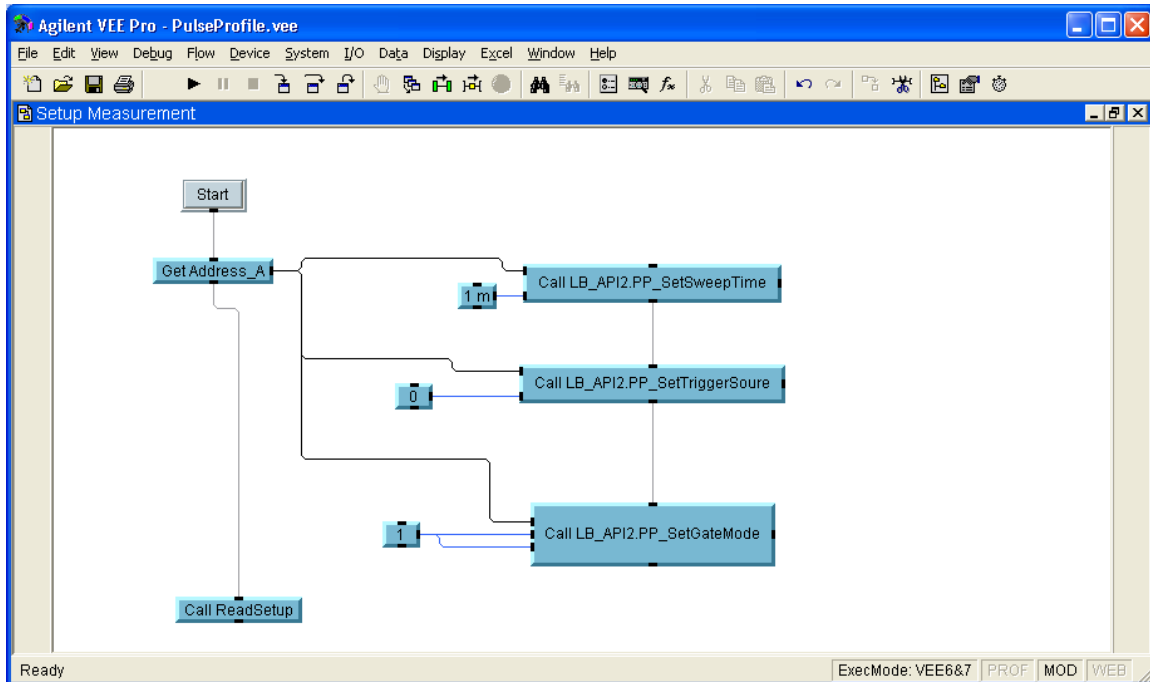 Agilent VEE Pro - PulseProfile.vee
File Edit View Debug Flow Device System I/O Data Display Excel Window Help
Setup Measurement
Start
Get Address_A
Call LB_API2.PP_SetSweepTime
1 m
Call LB_API2.PP_SetTriggerSoure
0
Call LB_API2.PP_SetGateMode
1
Call ReadSetup
Ready
ExecMode: VEE6&7 PROF MOD WEB